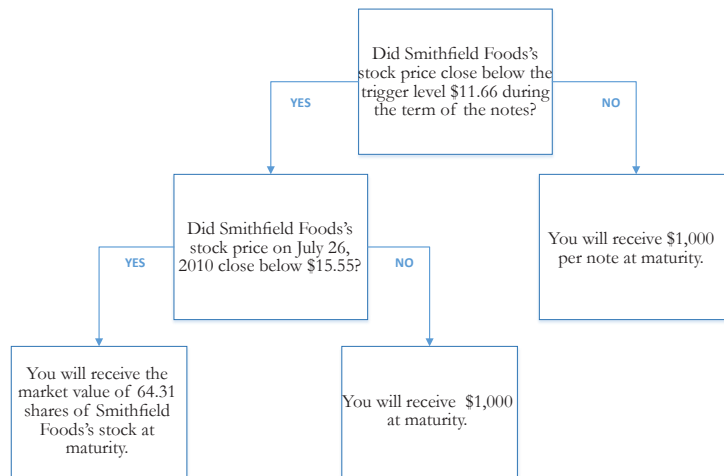 Did Smithfield Foods's
stock price close below the
trigger level $11.66 during
the term of the notes?
YES
NO
Did Smithfield Foods's
stock price on July 26,
2010 close below $15.55?
You will receive $1,000
per note at maturity.
YES
NO
You will receive the
market value of 64.31
shares of Smithfield
Foods's stock at
maturity.
You will receive $1,000
at maturity.